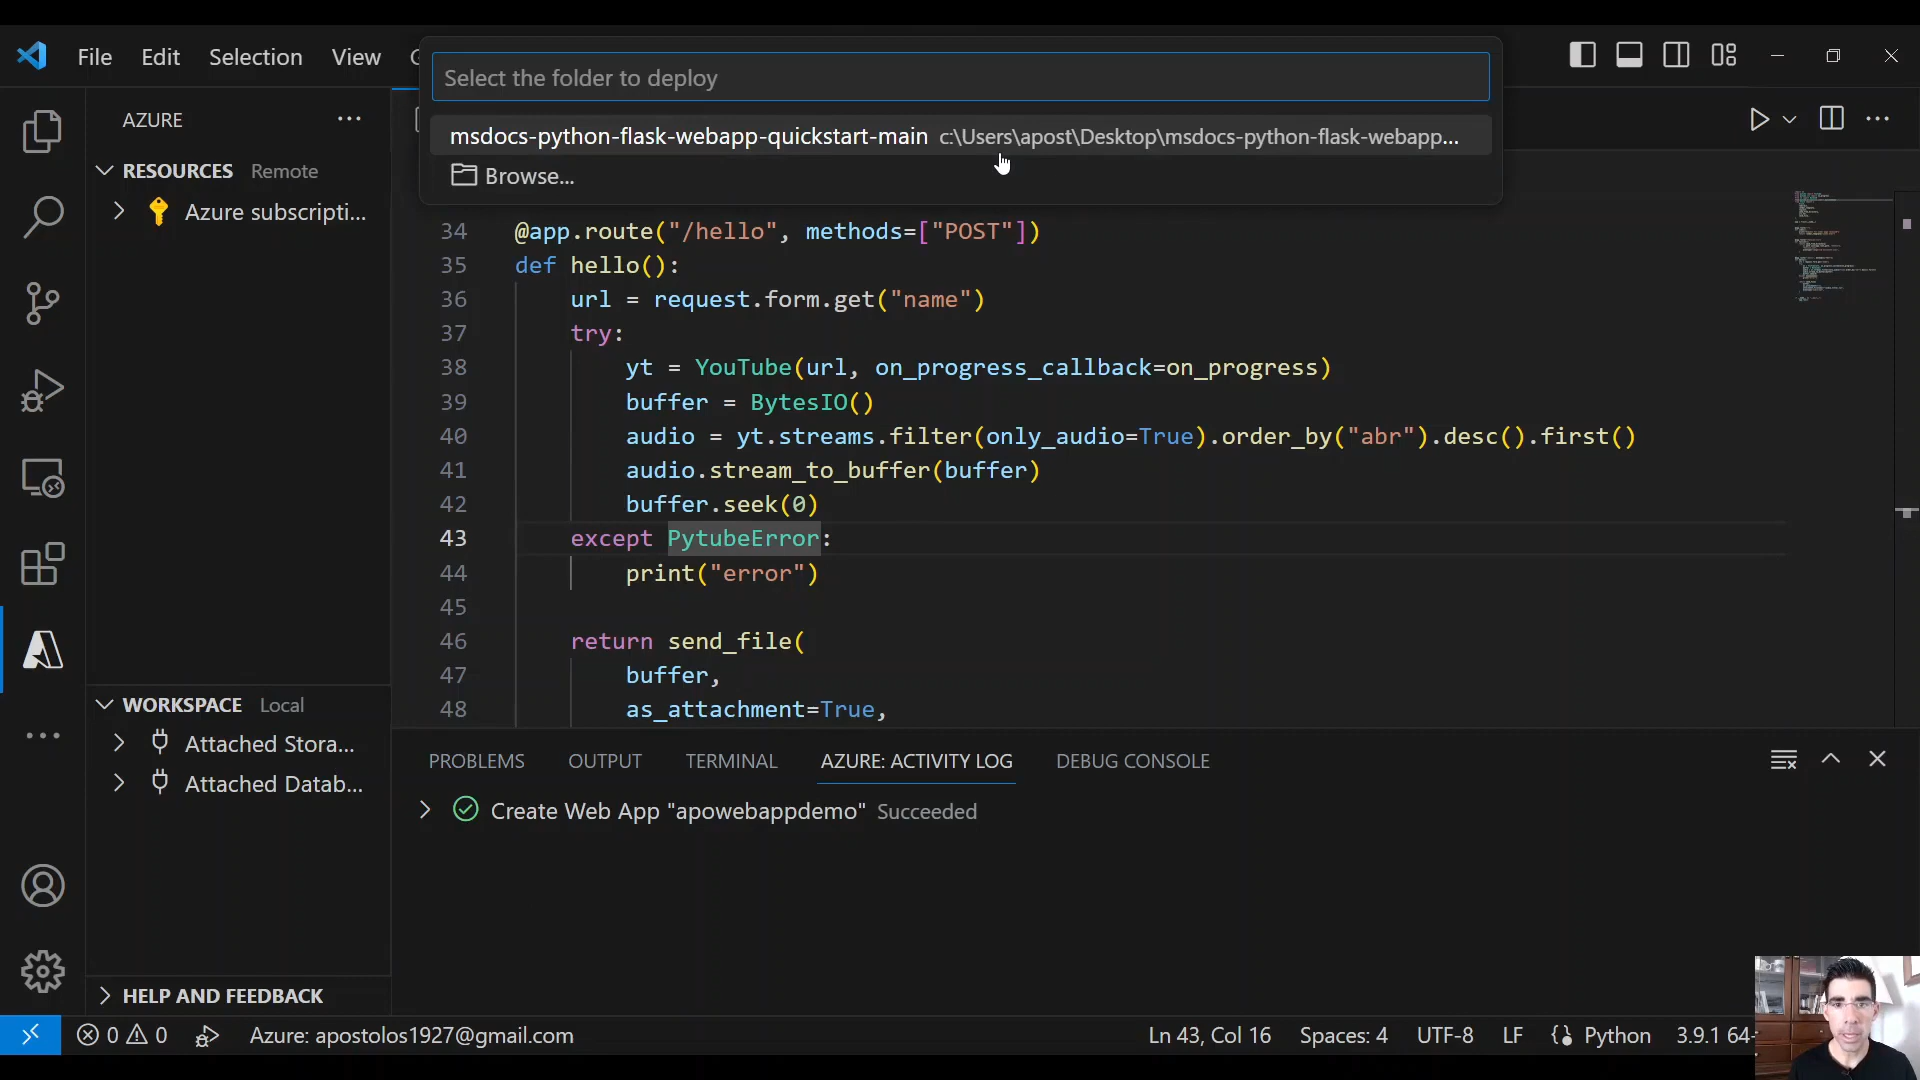 File Edit Selection View
Select the folder to deploy
msdocs-python-flask-webapp-quickstart-main c:\Users\apost\Desktop\msdocs-python-flask-webapp...
Browse...
AZURE
RESOURCES Remote
Azure subscripti...
34 @app.route("/hello", methods=["POST"])
35 def hello():
36 url = request.form.get("name")
37 try:
38 yt = YouTube(url, on_progress_callback=on_progress)
39 buffer = BytesIO()
40 audio = yt.streams.filter(only_audio=True).order_by("abr").desc().first()
41 audio.stream_to_buffer(buffer)
42 buffer.seek(0)
43 except PytubeError:
44 print("error")
45
46 return send_file(
47 buffer,
48 as_attachment=True,
WORKSPACE Local
Attached Stora...
Attached Datab...
HELP AND FEEDBACK
PROBLEMS OUTPUT TERMINAL AZURE: ACTIVITY LOG DEBUG CONSOLE
Create Web App "apowebappdemo" Succeeded
0 0 Azure: apostolos1927@gmail.com Ln 43, Col 16 Spaces: 4 UTF-8 LF Python 3.9.1 64-